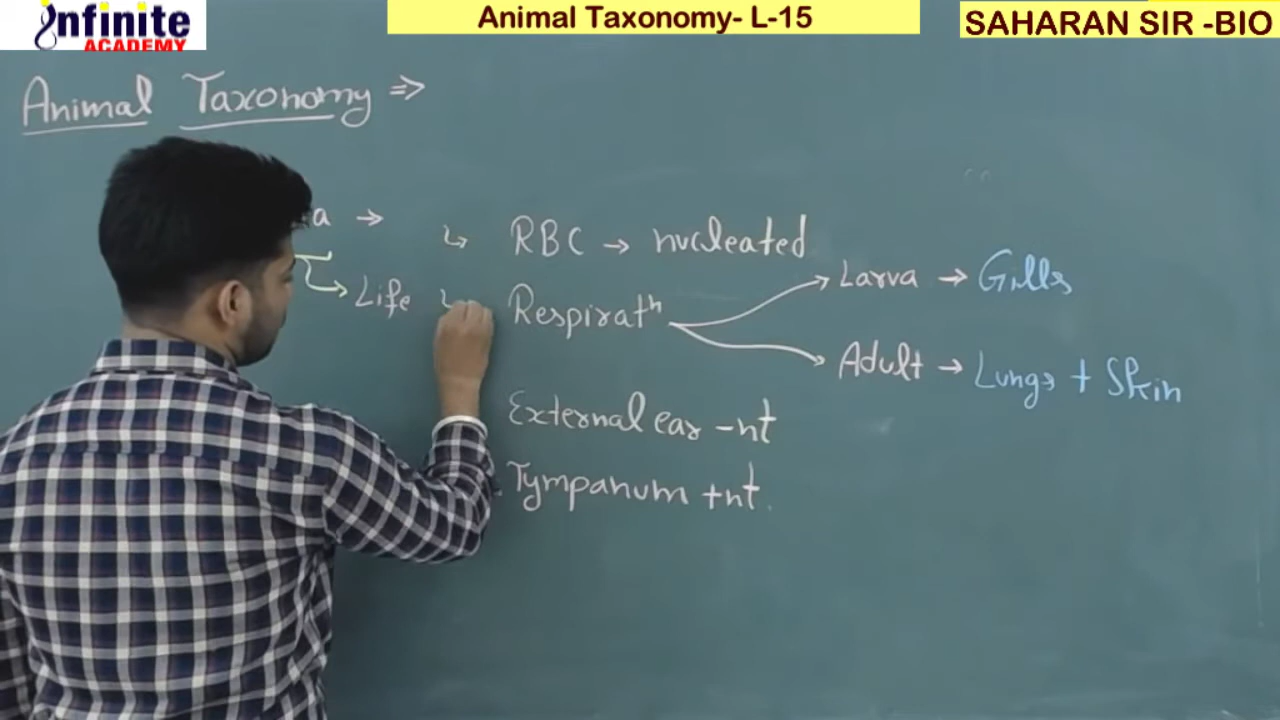 infinite
ACADEMY
Animal Taxonomy- L-15
SAHARAN SIR -BIO
Animal Taxonomy ⇒
a →
↳ RBC → nucleated
↳ Life
↳ Respiratⁿ
Larva → Gills
Adult → Lungs + Skin
External ear -nt
Tympanum +nt.